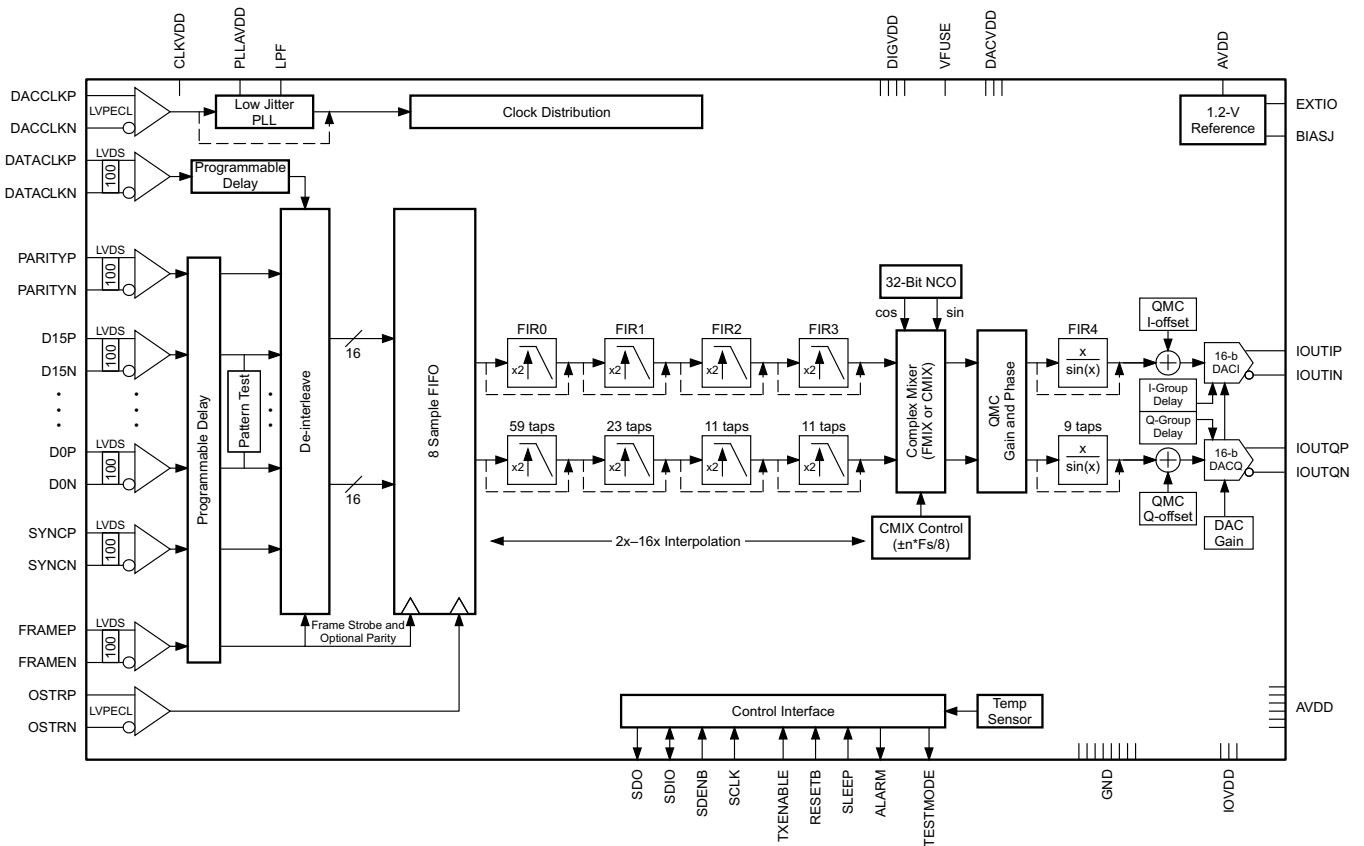 CLKVDD
PLLAVDD
LPF
DIGVDD
VFUSE
DACVDD
AVDD
DACCLKP
LVPECL
DACCLKN
Low Jitter
PLL
Clock Distribution
1.2-V
Reference
EXTIO
BIASJ
DATACLKP
LVDS
100
DATACLKN
Programmable
Delay
PARITYP
LVDS
100
PARITYN
D15P
LVDS
100
D15N
D0P
LVDS
100
D0N
SYNCP
LVDS
100
SYNCN
FRAMEP
LVDS
100
FRAMEN
OSTRP
LVPECL
OSTRN
Programmable Delay
Pattern Test
De-interleave
16
16
8 Sample FIFO
Frame Strobe and
Optional Parity
FIR0
x2
FIR1
x2
FIR2
x2
FIR3
x2
59 taps
x2
23 taps
x2
11 taps
x2
11 taps
x2
2x–16x Interpolation
32-Bit NCO
cos
sin
Complex Mixer
(FMIX or CMIX)
CMIX Control
(±n*Fs/8)
QMC
Gain and Phase
FIR4
x
sin(x)
9 taps
x
sin(x)
QMC
I-offset
16-b
DACI
IOUTIP
IOUTIN
I-Group
Delay
Q-Group
Delay
16-b
DACQ
IOUTQP
IOUTQN
QMC
Q-offset
DAC
Gain
Control Interface
Temp
Sensor
AVDD
SDO
SDIO
SDENB
SCLK
TXENABLE
RESETB
SLEEP
ALARM
TESTMODE
GND
IOVDD